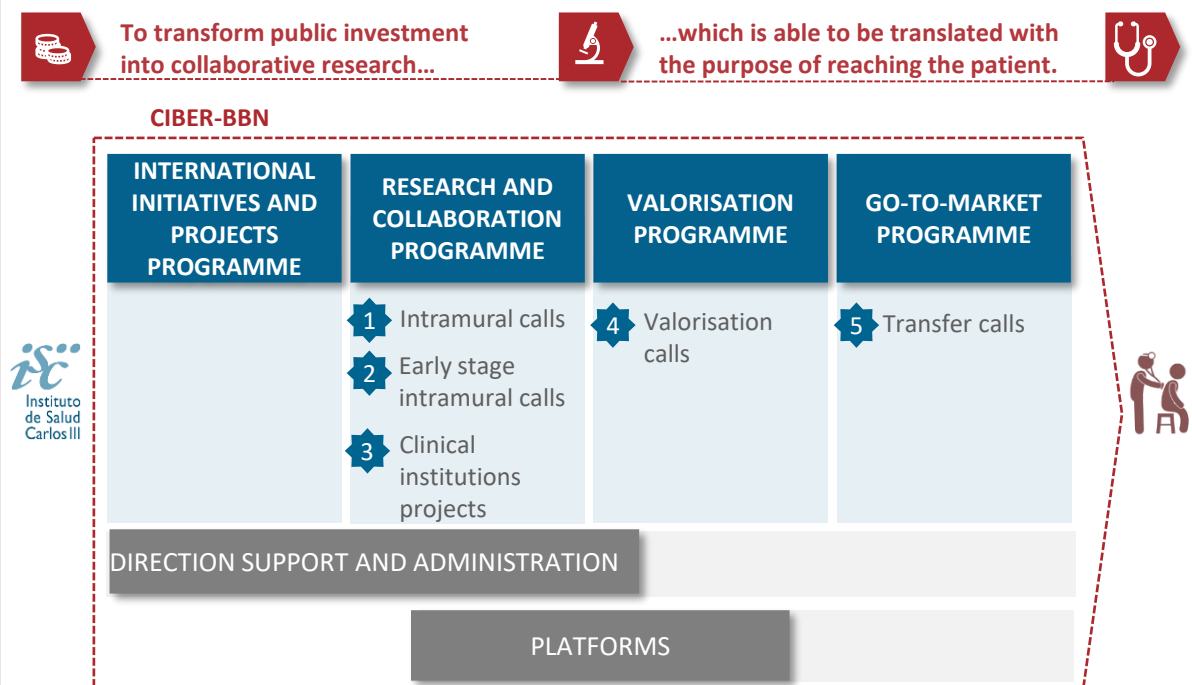 To transform public investment
into collaborative research...
...which is able to be translated with
the purpose of reaching the patient.
CIBER-BBN
INTERNATIONAL
INITIATIVES AND
PROJECTS
PROGRAMME
RESEARCH AND
COLLABORATION
PROGRAMME
VALORISATION
PROGRAMME
GO-TO-MARKET
PROGRAMME
1 Intramural calls
2 Early stage
intramural calls
3 Clinical
institutions
projects
4 Valorisation
calls
5 Transfer calls
isc
Instituto
de Salud
Carlos III
DIRECTION SUPPORT AND ADMINISTRATION
PLATFORMS